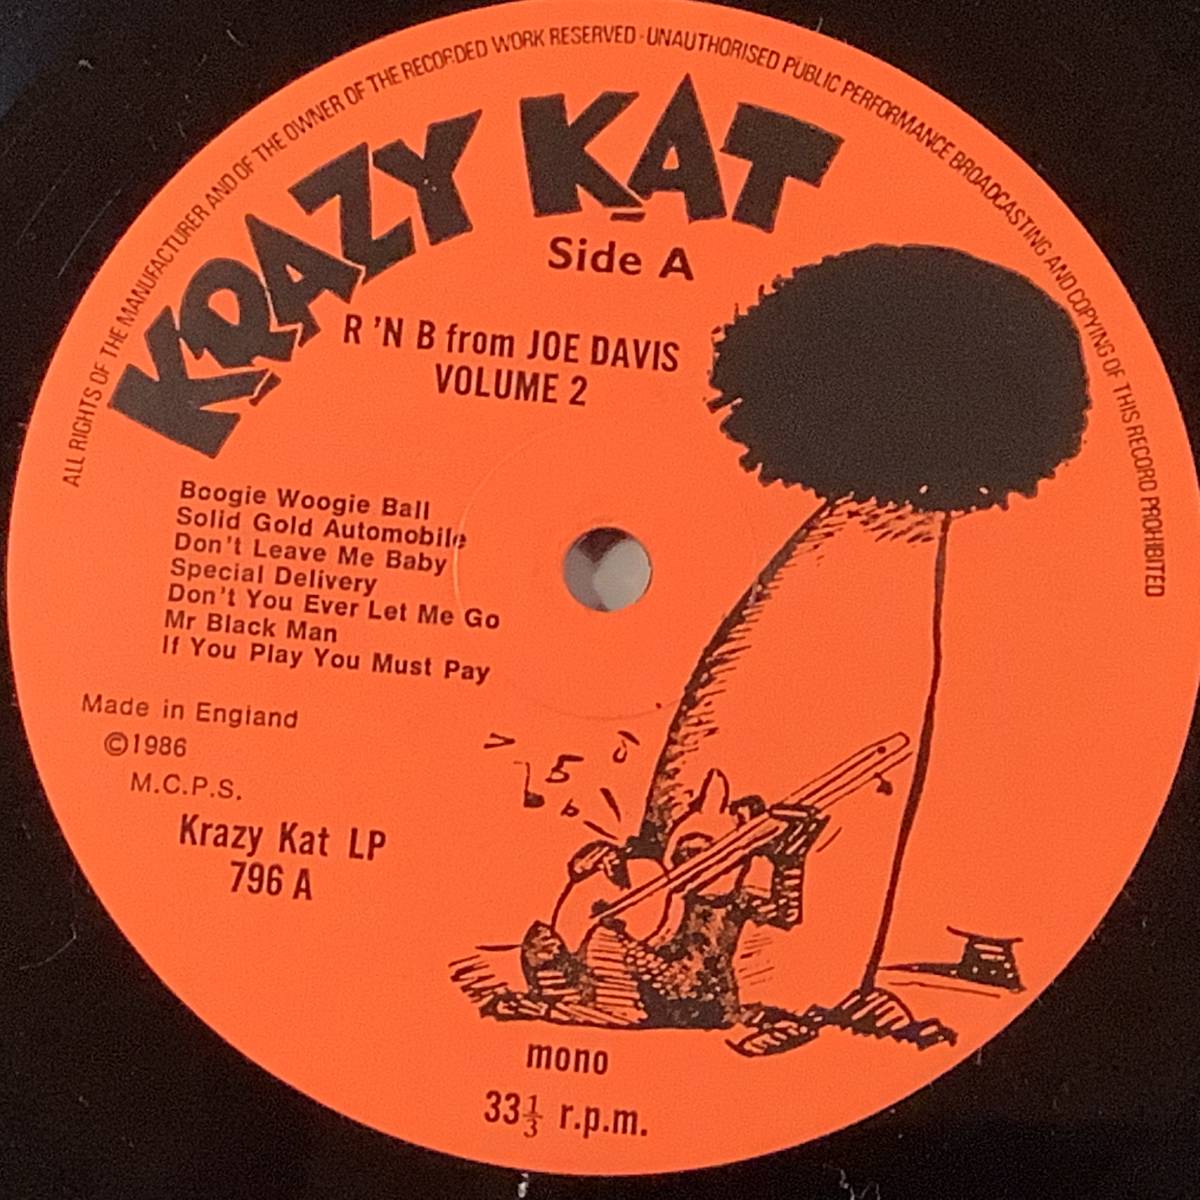 ALL RIGHTS OF THE MANUFACTURER AND OF THE OWNER OF THE RECORDED WORK RESERVED · UNAUTHORISED PUBLIC PERFORMANCE BROADCASTING AND COPYING OF THIS RECORD PROHIBITED
KRAZY KAT
Side A
R 'N B from JOE DAVIS
VOLUME 2
Boogie Woogie Ball
Solid Gold Automobile
Don't Leave Me Baby
Special Delivery
Don't You Ever Let Me Go
Mr Black Man
If You Play You Must Pay
Made in England
©1986
M.C.P.S.
Krazy Kat LP
796 A
mono
33⅓ r.p.m.